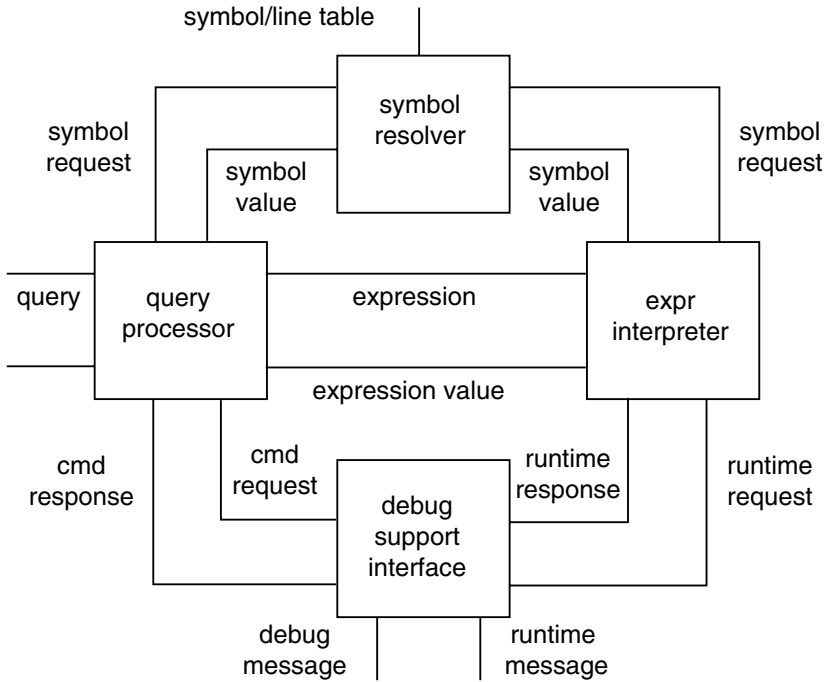 symbol/line table
symbol
resolver
symbol
request
symbol
request
symbol
value
symbol
value
query
query
processor
expression
expr
interpreter
expression value
cmd
response
cmd
request
runtime
response
runtime
request
debug
support
interface
debug
message
runtime
message